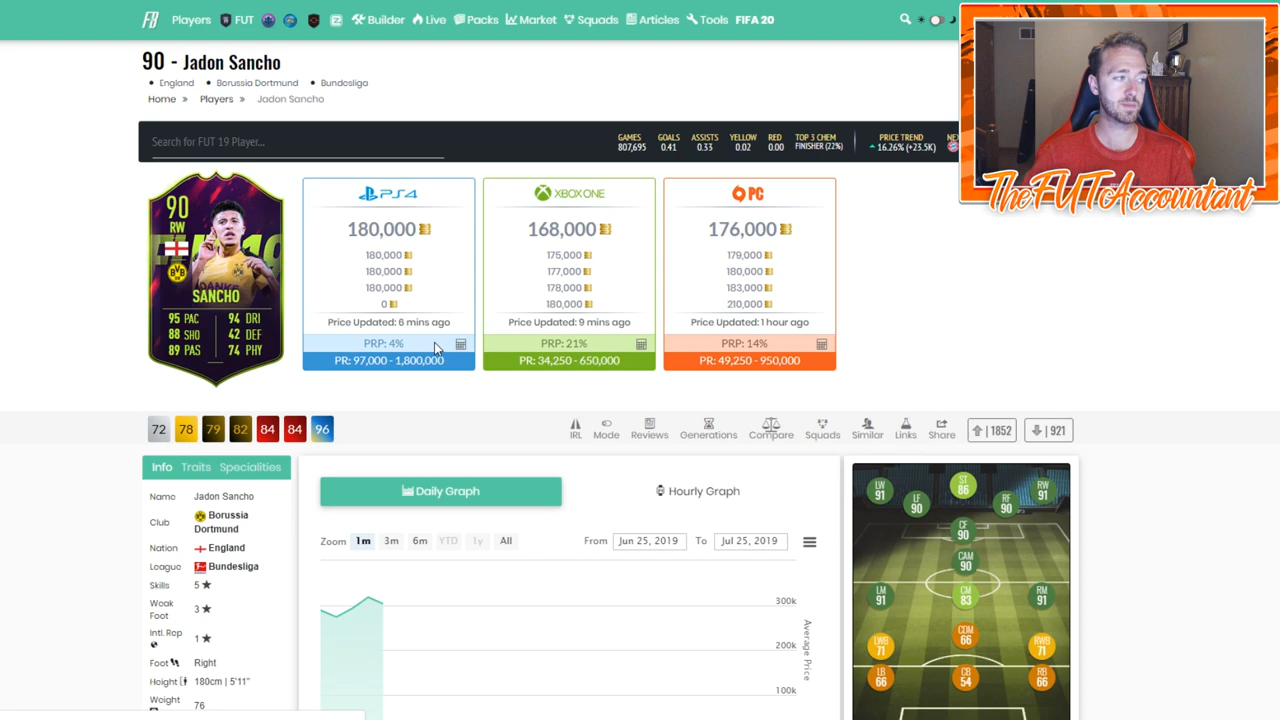 FB Players FUT Builder Live Packs Market Squads Articles Tools FIFA 20
90 - Jadon Sancho
England Borussia Dortmund Bundesliga
Home » Players » Jadon Sancho
Search for FUT 19 Player...
GAMES GOALS ASSISTS YELLOW RED TOP 3 CHEM PRICE TREND
807,695 0.41 0.33 0.02 0.00 FINISHER (22%) 16.26% (+23.5K)
TheFUTAccountant
90
RW
SANCHO
95 PAC 94 DRI
88 SHO 42 DEF
89 PAS 74 PHY
PS4
180,000
180,000
180,000
180,000
0
Price Updated: 6 mins ago
PRP: 4%
PR: 97,000 - 1,800,000
XBOX ONE
168,000
175,000
177,000
178,000
180,000
Price Updated: 9 mins ago
PRP: 21%
PR: 34,250 - 650,000
PC
176,000
179,000
180,000
183,000
210,000
Price Updated: 1 hour ago
PRP: 14%
PR: 49,250 - 950,000
72 78 79 82 84 84 96
IRL Mode Reviews Generations Compare Squads Similar Links Share | 1852 | 921
Info Traits Specialities
Name Jadon Sancho
Club Borussia
Dortmund
Nation England
League Bundesliga
Skills 5
Weak
Foot 3
Intl. Rep 1
Foot Right
Height 180cm | 5'11"
Weight 76
Daily Graph Hourly Graph
Zoom 1m 3m 6m YTD 1y All From Jun 25, 2019 To Jul 25, 2019
300k
200k
100k
Average Price
LW 91
LF 90
ST 86
RF 90
RW 91
CF 90
CAM 90
LM 91
CM 83
RM 91
CDM 66
LWB 71
RWB 71
LB 66
CB 54
RB 66